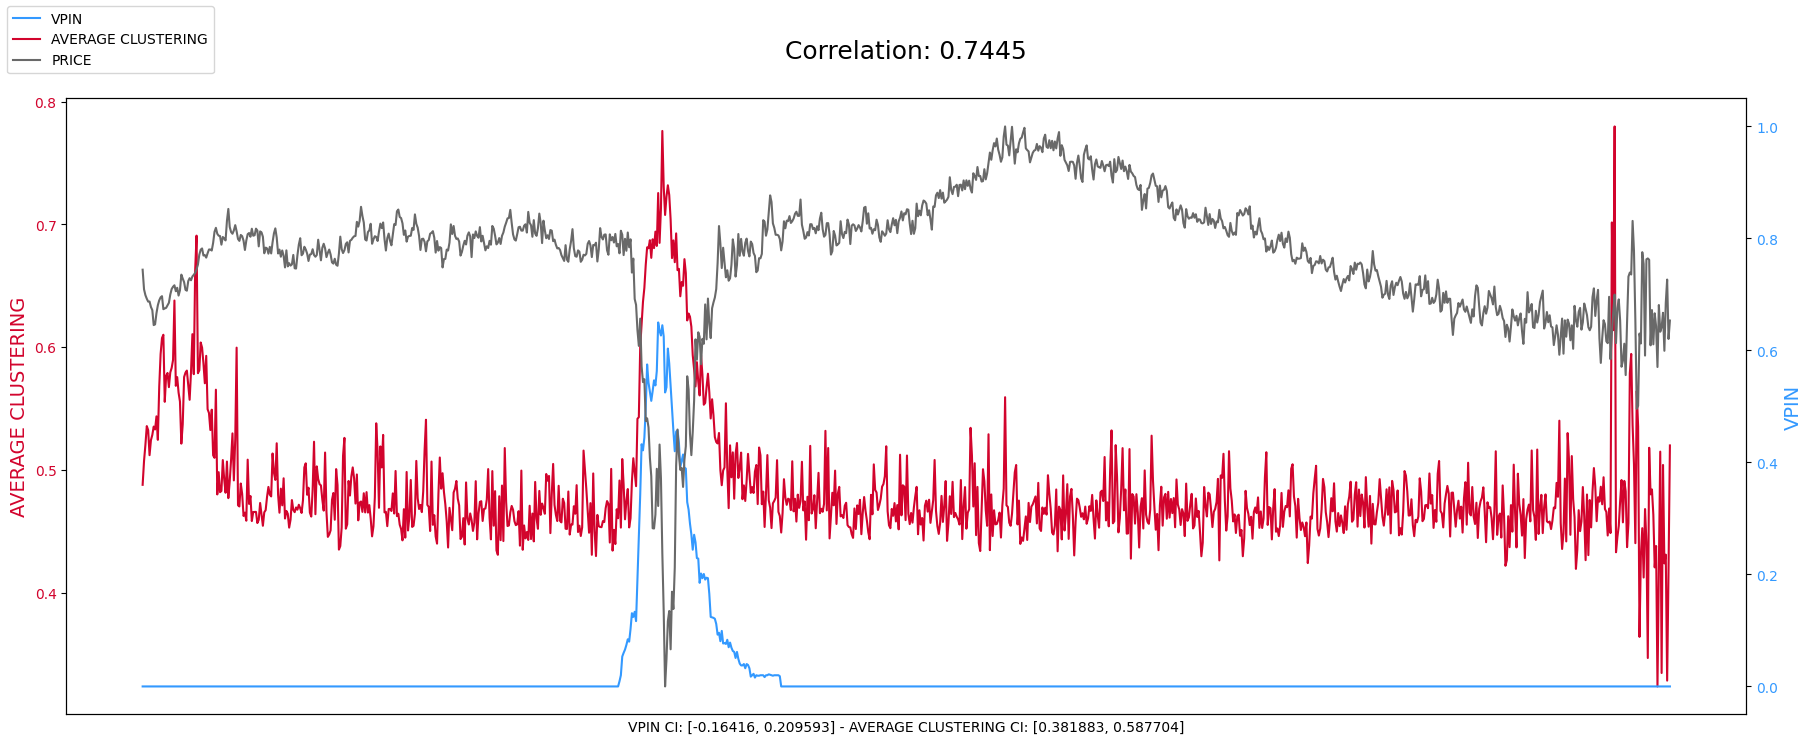 VPIN
AVERAGE CLUSTERING
PRICE
Correlation: 0.7445
AVERAGE CLUSTERING
0.8
0.7
0.6
0.5
0.4
1.0
0.8
0.6
0.4
0.2
0.0
VPIN
VPIN CI: [-0.16416, 0.209593] - AVERAGE CLUSTERING CI: [0.381883, 0.587704]